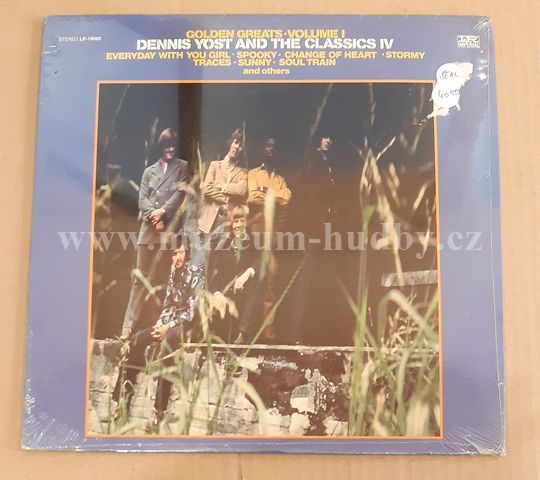 GOLDEN GREATS·VOLUME I
STEREO LP-16000
DENNIS YOST AND THE CLASSICS IV
EVERYDAY WITH YOU GIRL · SPOOKY · CHANGE OF HEART · STORMY
TRACES · SUNNY · SOUL TRAIN
and others
IMPERIAL
www.muzeum-hudby.cz